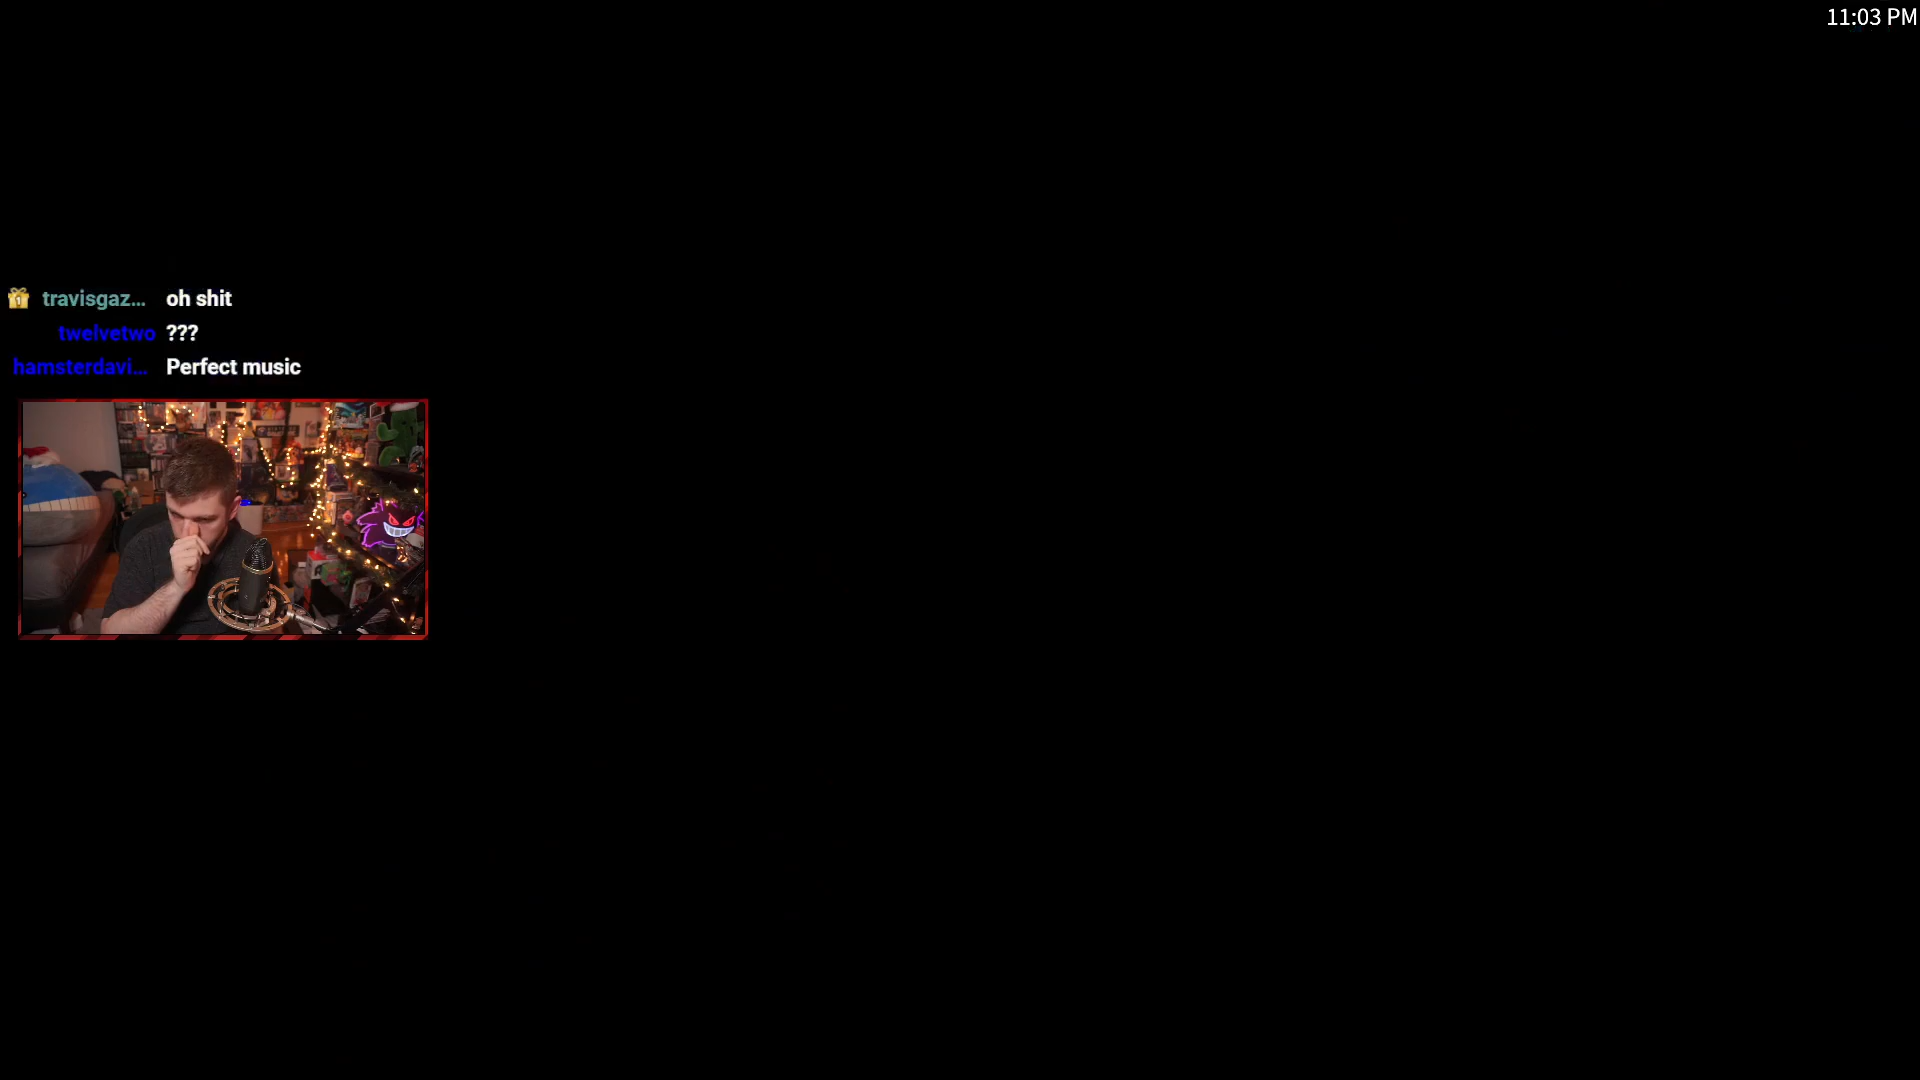 11:03 PM
travisgaz... oh shit
twelvetwo ???
hamsterdavi... Perfect music